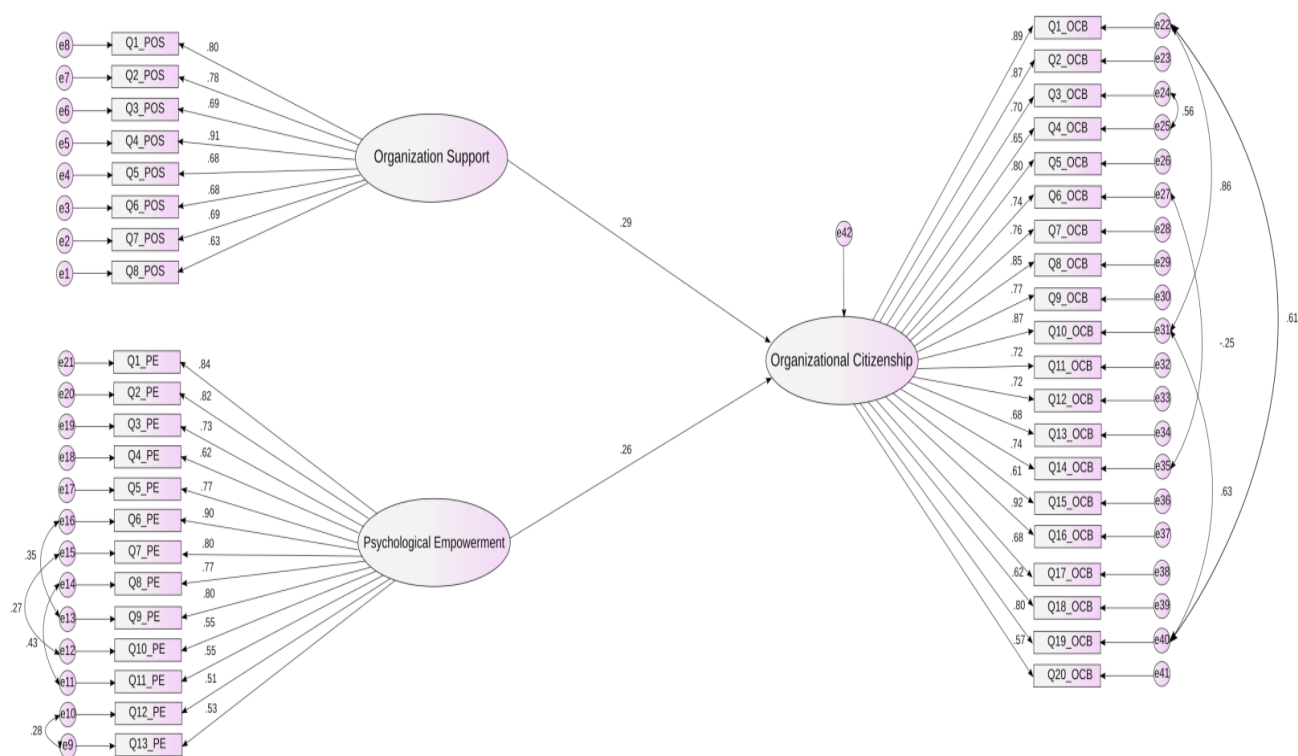 e8 Q1_POS .80
e7 Q2_POS .78
e6 Q3_POS .69
e5 Q4_POS .91
e4 Q5_POS .68
e3 Q6_POS .68
e2 Q7_POS .69
e1 Q8_POS .63
Organization Support
.29
e21 Q1_PE .84
e20 Q2_PE .82
e19 Q3_PE .73
e18 Q4_PE .62
e17 Q5_PE .77
e16 Q6_PE .90
e15 Q7_PE .80
e14 Q8_PE .77
e13 Q9_PE .80
e12 Q10_PE .55
e11 Q11_PE .55
e10 Q12_PE .51
e9 Q13_PE .53
.35
.27
.43
.28
Psychological Empowerment
.26
e42
Organizational Citizenship
.89 Q1_OCB e22
.87 Q2_OCB e23
.70 Q3_OCB e24
.65 Q4_OCB e25
.80 Q5_OCB e26
.74 Q6_OCB e27
.76 Q7_OCB e28
.85 Q8_OCB e29
.77 Q9_OCB e30
.87 Q10_OCB e31
.72 Q11_OCB e32
.72 Q12_OCB e33
.68 Q13_OCB e34
.74 Q14_OCB e35
.61 Q15_OCB e36
.92 Q16_OCB e37
.68 Q17_OCB e38
.62 Q18_OCB e39
.80 Q19_OCB e40
.57 Q20_OCB e41
.56
.86
.61
-.25
.63